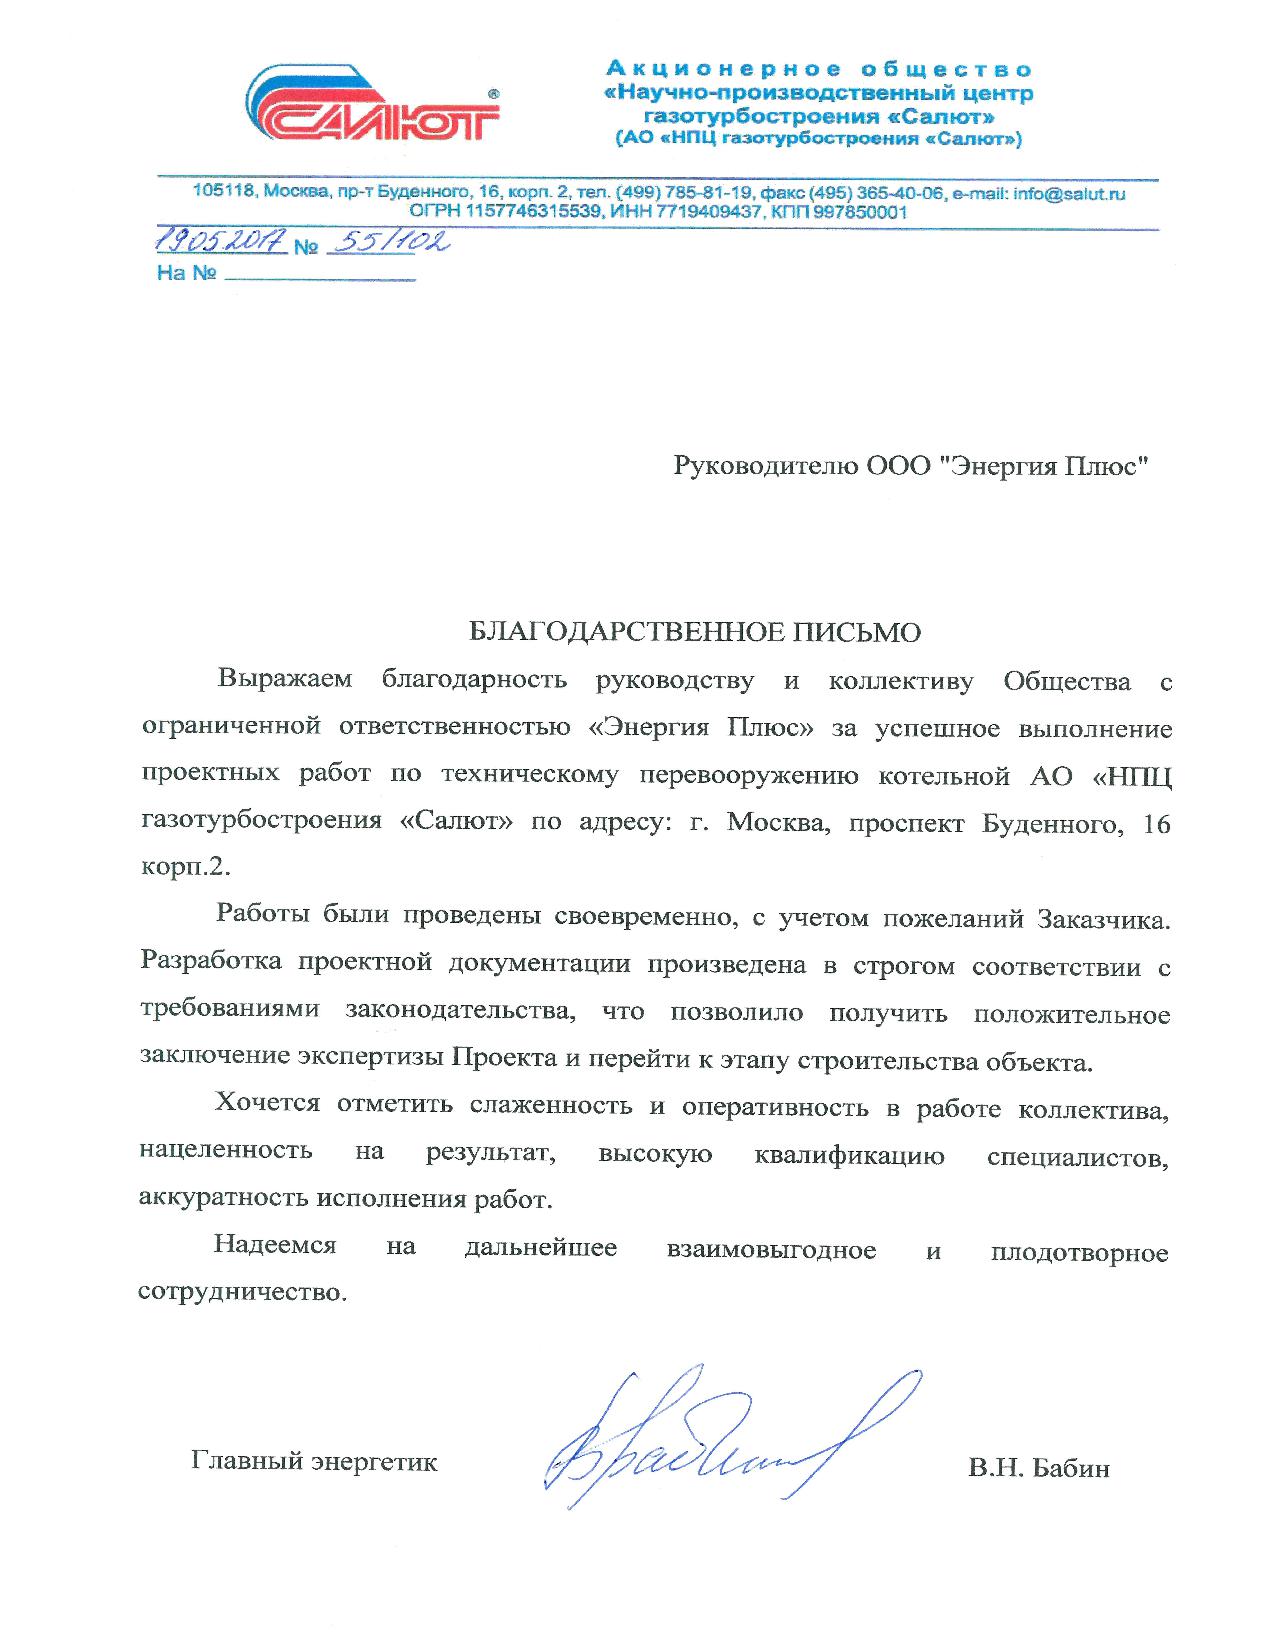 САЛЮТ®
Акционерное общество
«Научно-производственный центр
газотурбостроения «Салют»
(АО «НПЦ газотурбостроения «Салют»)
105118, Москва, пр-т Буденного, 16, корп. 2, тел. (499) 785-81-19, факс (495) 365-40-06, e-mail: info@salut.ru
ОГРН 1157746315539, ИНН 7719409437, КПП 997850001
19.05.2017 № 55/102
На №
Руководителю ООО "Энергия Плюс"
БЛАГОДАРСТВЕННОЕ ПИСЬМО
Выражаем благодарность руководству и коллективу Общества с
ограниченной ответственностью «Энергия Плюс» за успешное выполнение
проектных работ по техническому перевооружению котельной АО «НПЦ
газотурбостроения «Салют» по адресу: г. Москва, проспект Буденного, 16
корп.2.
Работы были проведены своевременно, с учетом пожеланий Заказчика.
Разработка проектной документации произведена в строгом соответствии с
требованиями законодательства, что позволило получить положительное
заключение экспертизы Проекта и перейти к этапу строительства объекта.
Хочется отметить слаженность и оперативность в работе коллектива,
нацеленность на результат, высокую квалификацию специалистов,
аккуратность исполнения работ.
Надеемся на дальнейшее взаимовыгодное и плодотворное
сотрудничество.
Главный энергетик
В.Н. Бабин